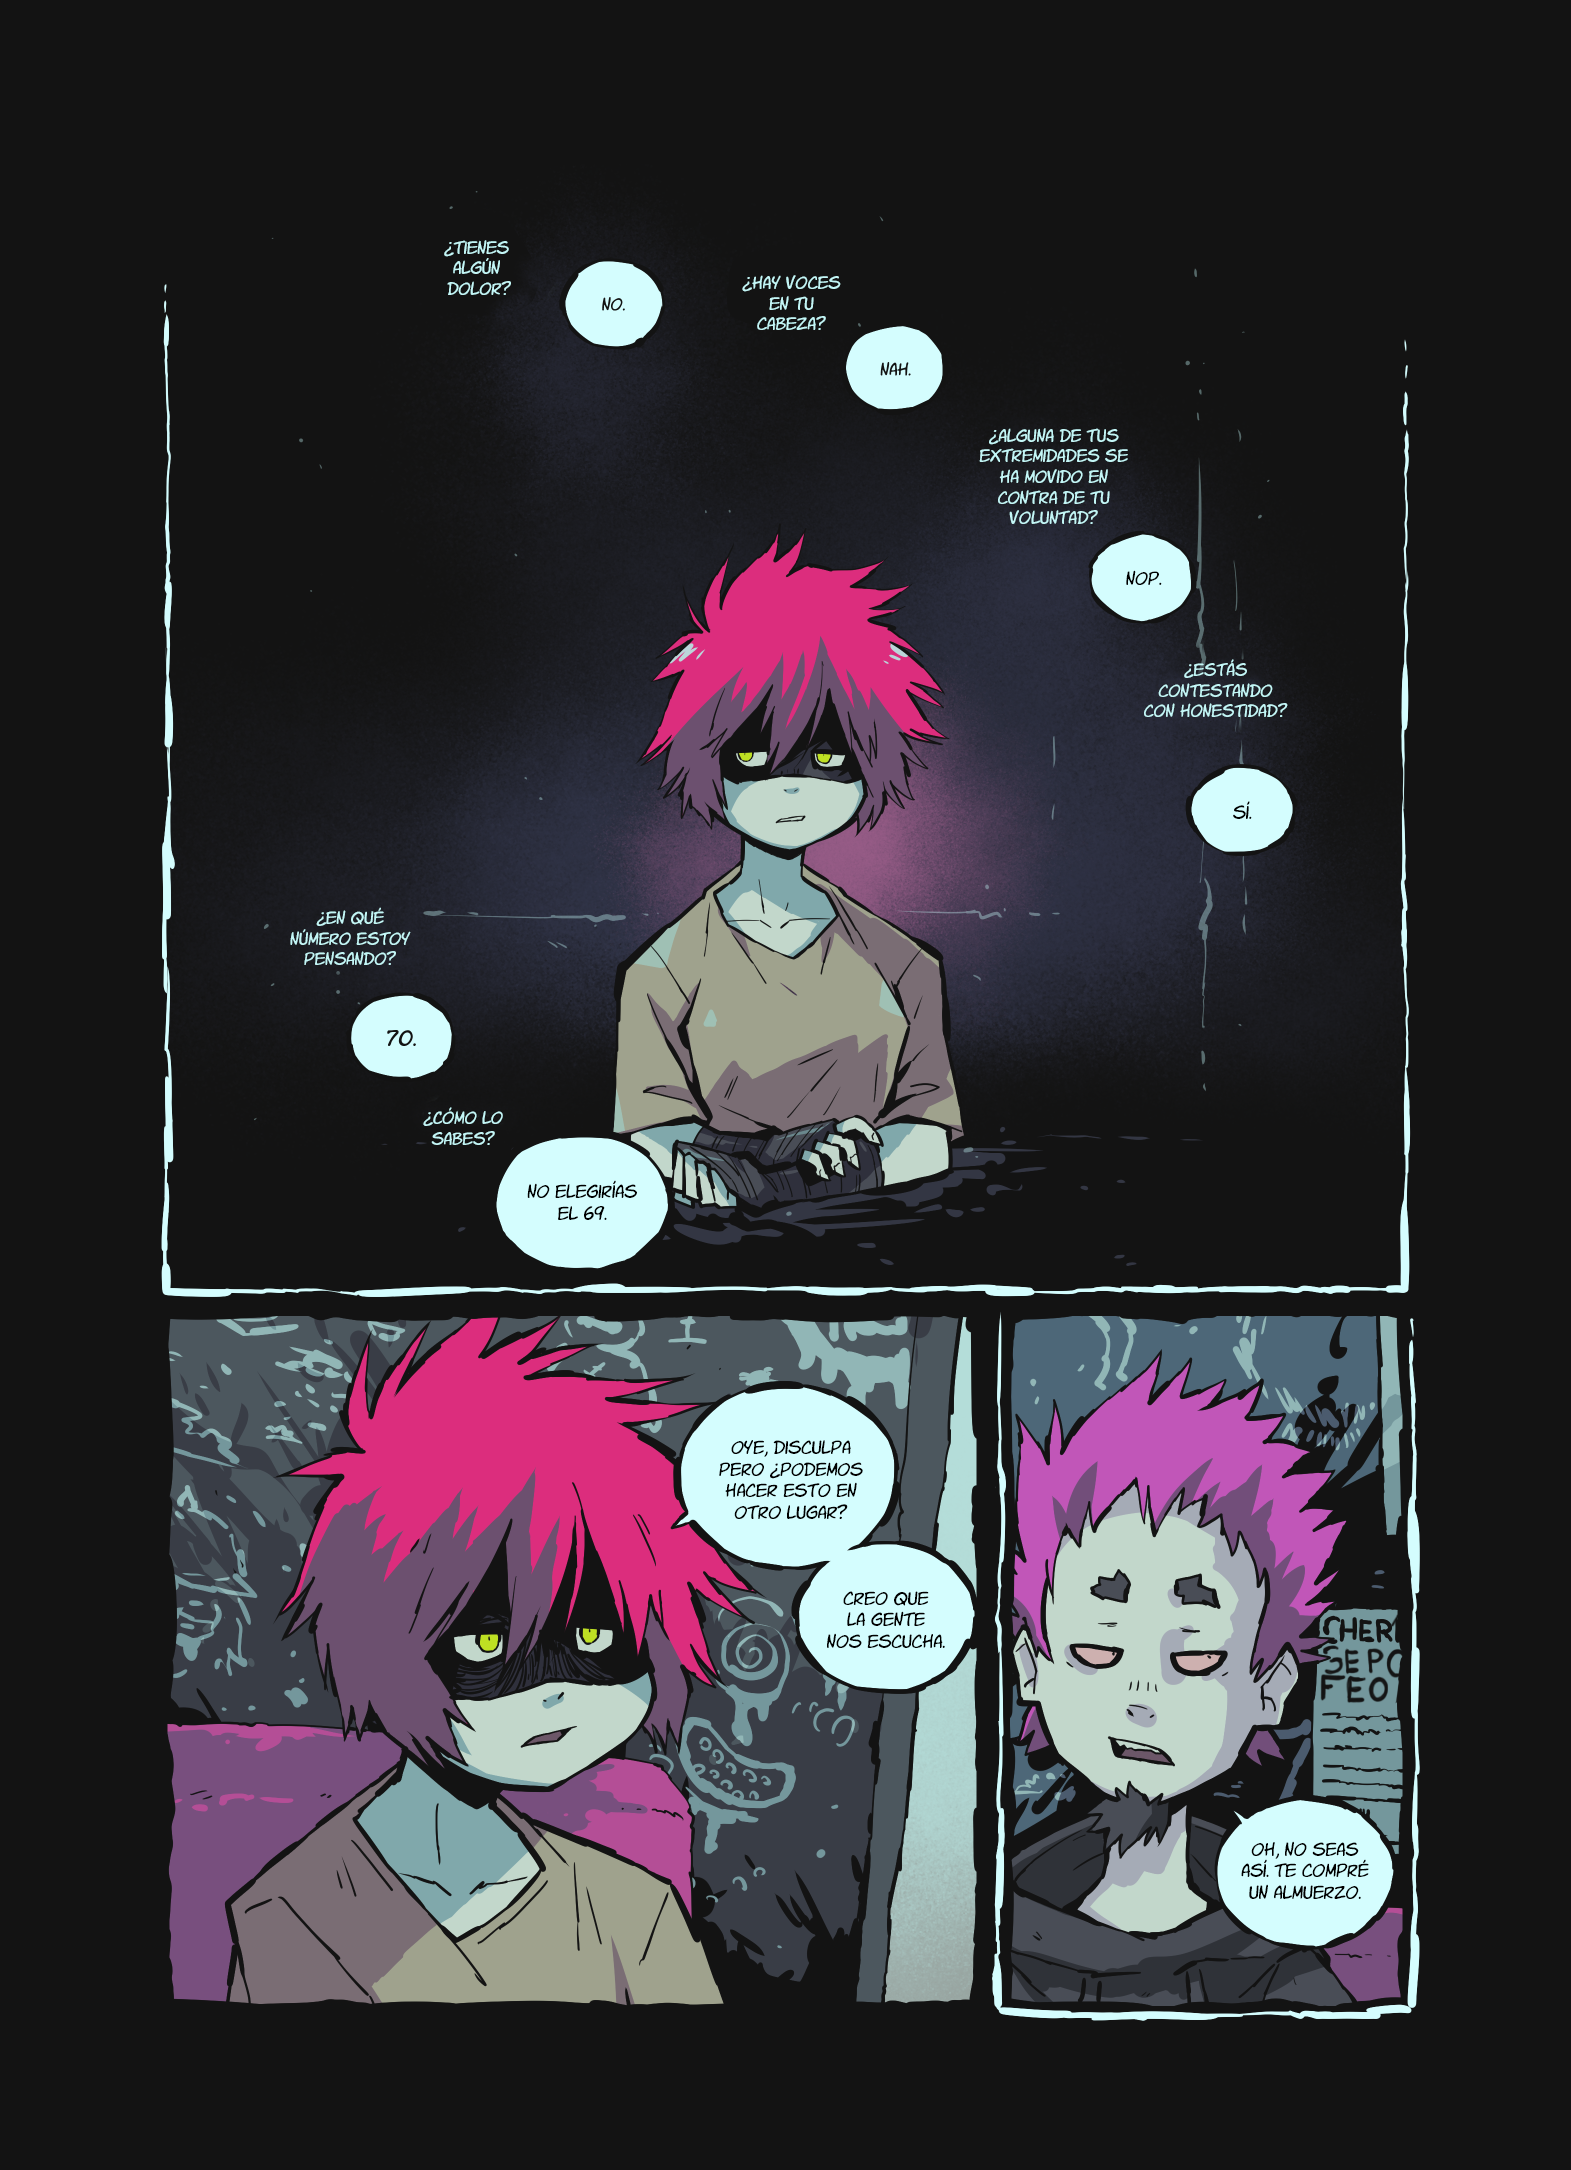 ¿TIENES
ALGÚN
DOLOR?
NO.
¿HAY VOCES
EN TU
CABEZA?
NAH.
¿ALGUNA DE TUS
EXTREMIDADES SE
HA MOVIDO EN
CONTRA DE TU
VOLUNTAD?
NOP.
¿ESTÁS
CONTESTANDO
CON HONESTIDAD?
SÍ.
¿EN QUÉ
NÚMERO ESTOY
PENSANDO?
70.
¿CÓMO LO
SABES?
NO ELEGIRÍAS
EL 69.
OYE, DISCULPA
PERO ¿PODEMOS
HACER ESTO EN
OTRO LUGAR?
CREO QUE
LA GENTE
NOS ESCUCHA.
CHER
SEPO
FEO
OH, NO SEAS
ASÍ. TE COMPRÉ
UN ALMUERZO.